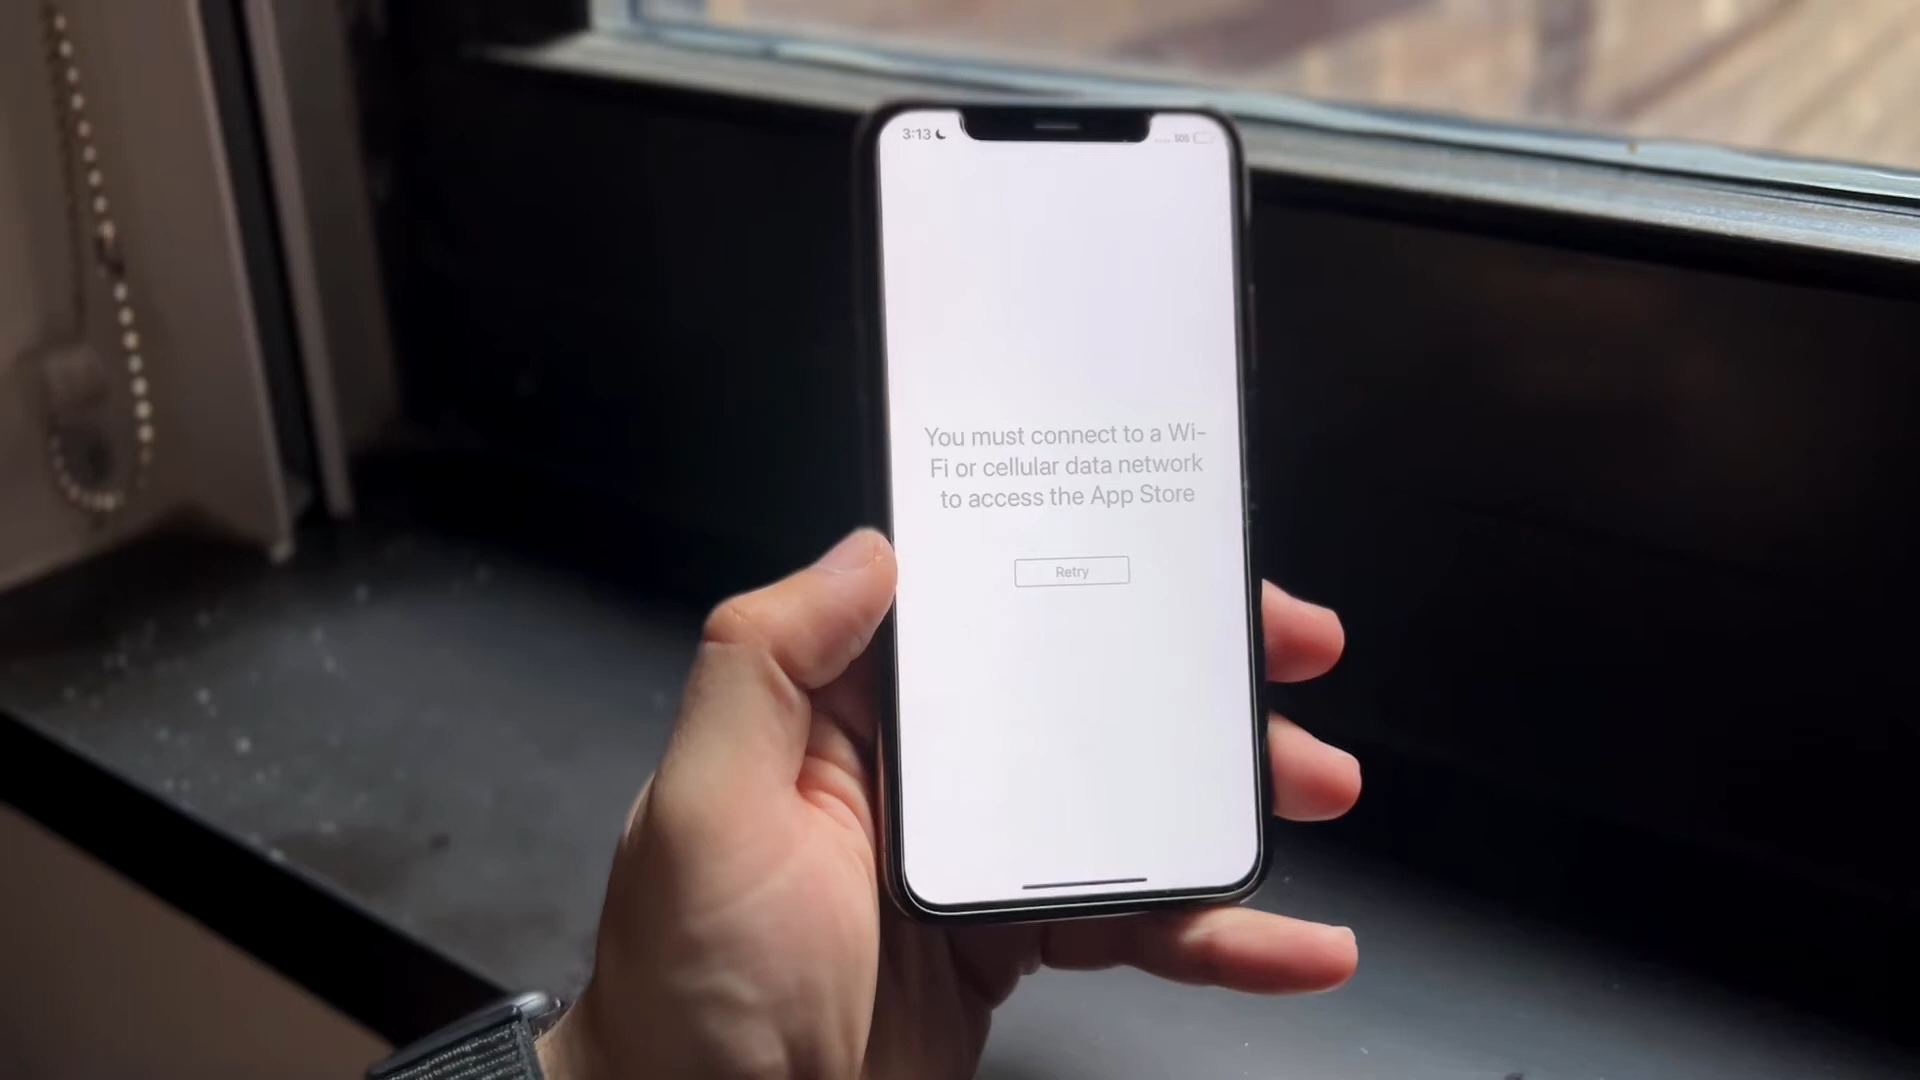 3:13
SOS
You must connect to a Wi-
Fi or cellular data network
to access the App Store
Retry